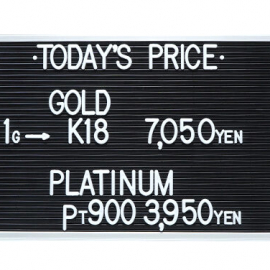 ·TODAY'S PRICE·
GOLD
1G→ K18 7,050YEN
PLATINUM
PT900 3,950YEN